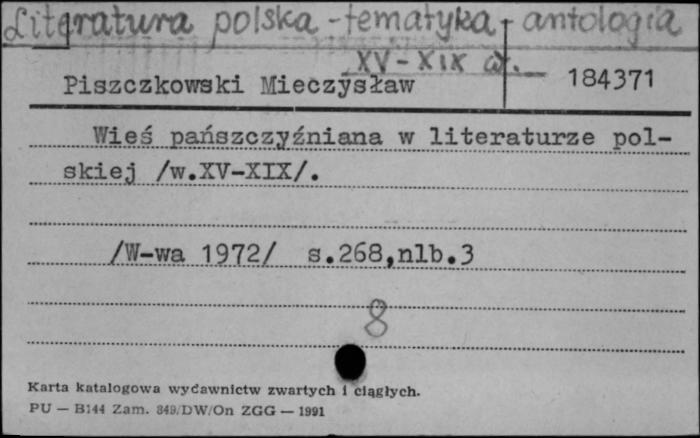 Literatura polska - tematyka, antologia
XV - XIX w.
Piszczkowski Mieczysław 184371
Wieś pańszczyźniana w literaturze pol-
skiej /w.XV-XIX/.
/W-wa 1972/ s.268,nlb.3
8
Karta katalogowa wydawnictw zwartych i ciągłych.
PU — B144 Zam. 849/DW/On ZGG — 1991